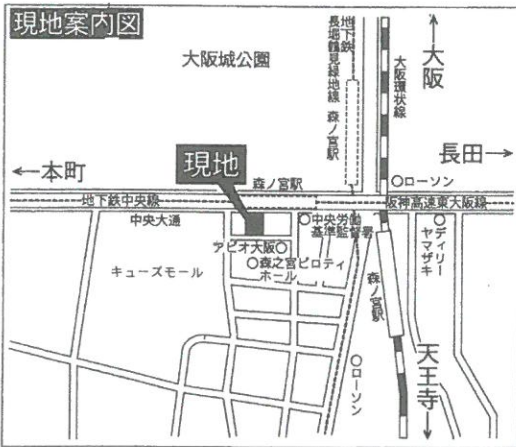 現地案内図
大阪城公園
地下鉄
長堀鶴見緑地線 森ノ宮駅
大阪環状線
大阪
長田
本町
現地
森ノ宮駅
ローソン
地下鉄中央線
阪神高速東大阪線
中央大通
中央労働
基準監督署
アピオ大阪
森之宮ピロティ
ホール
キューズモール
デイリー
ヤマザキ
森ノ宮駅
ローソン
天王寺